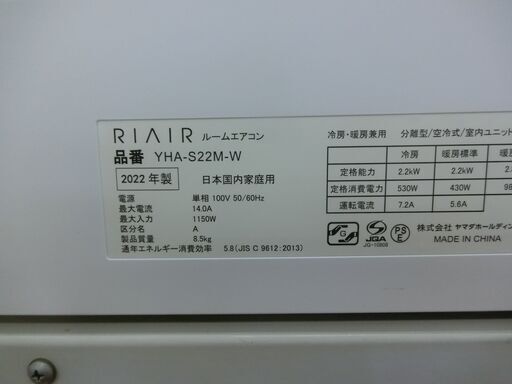 RIAIR ルームエアコン
品番 YHA-S22M-W
2022 年製 日本国内家庭用
電源 単相 100V 50/60Hz
最大電流 14.0A
最大入力 1150W
区分名 A
製品質量 8.5kg
通年エネルギー消費効率 5.8(JIS C 9612:2013)
冷房・暖房兼用 分離型/空冷式/室内ユニット
冷房 暖房標準
定格能力 2.2kW 2.2kW 2.
定格消費電力 530W 430W 98
運転電流 7.2A 5.6A
JQA
JQ-16808
PS
E
株式会社 ヤマダホールディン
MADE IN CHINA